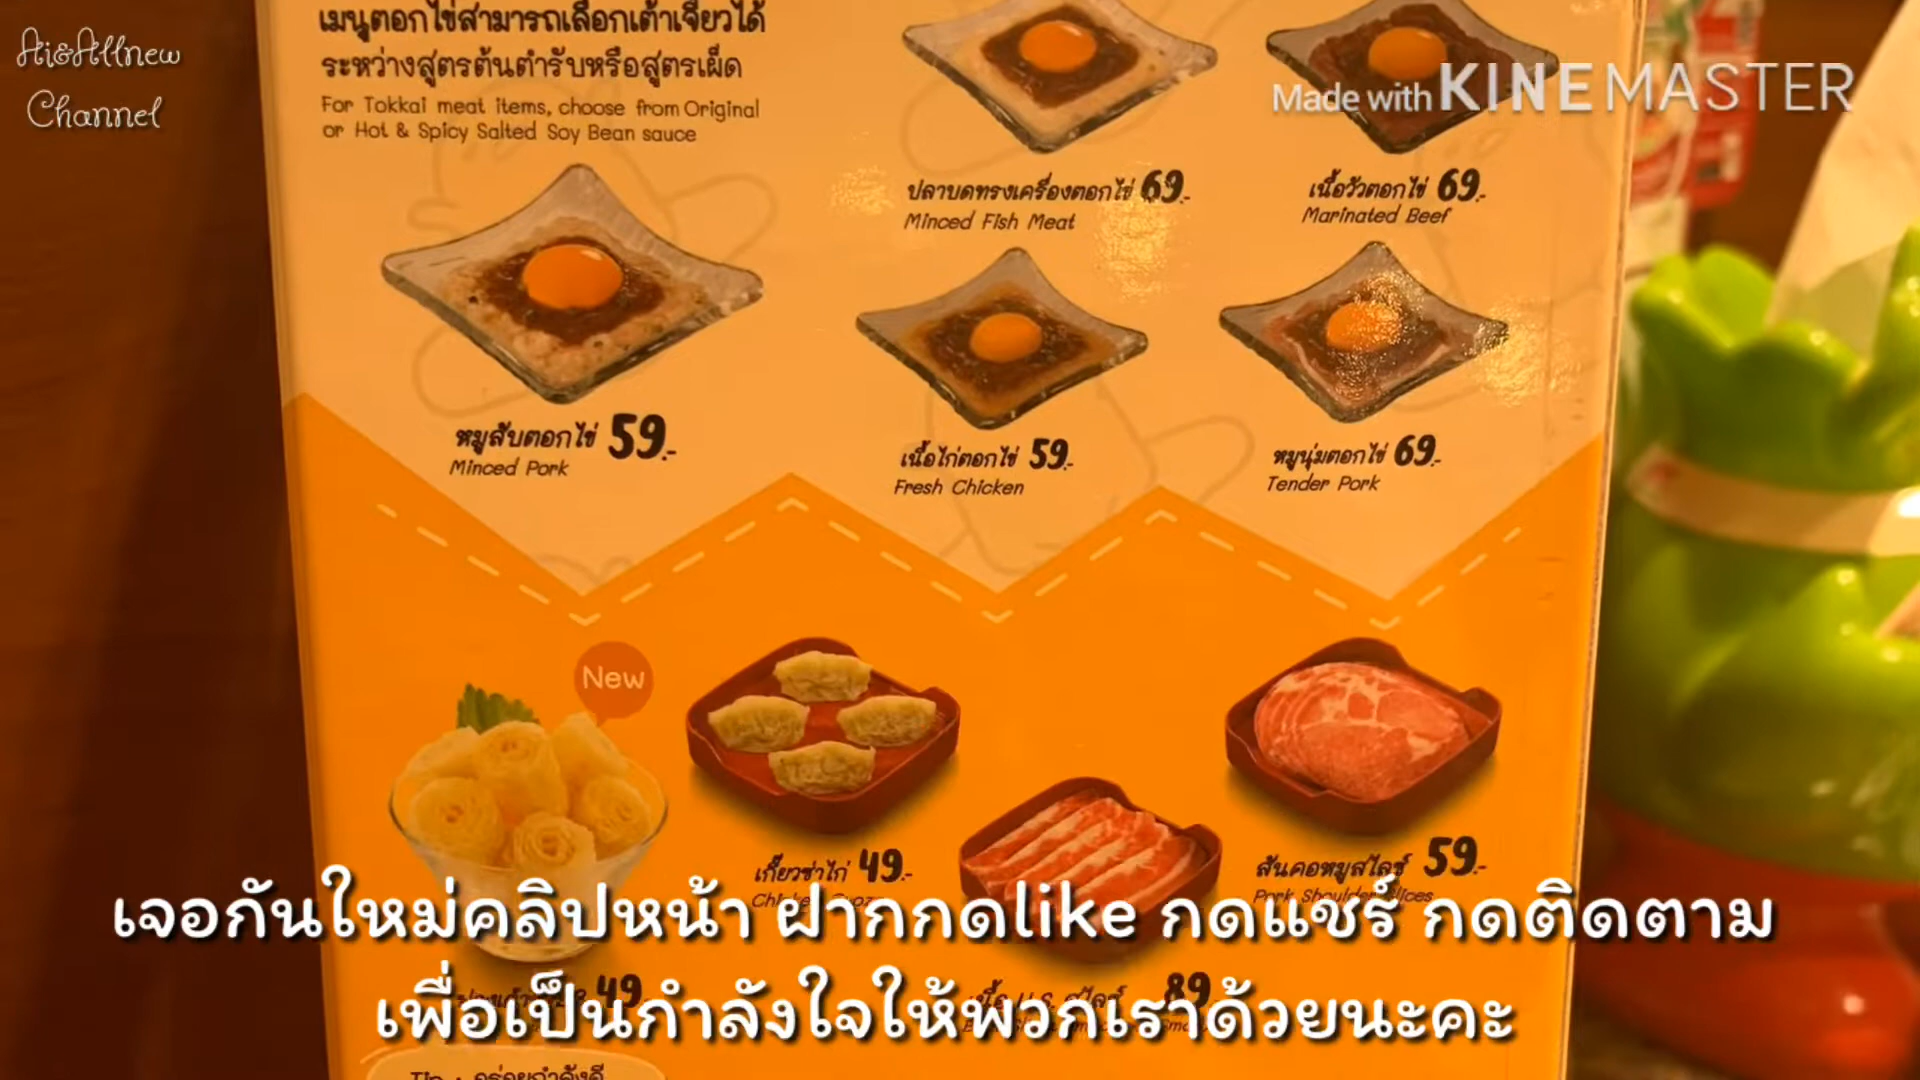 Ai&Allnew
Channel
Made with KINEMASTER
เมนูตอกไข่สามารถเลือกเต้าเจี้ยวได้
ระหว่างสูตรต้นตำรับหรือสูตรเผ็ด
For Tokkai meat items, choose from Original
or Hot & Spicy Salted Soy Bean sauce
ปลาบดทรงเครื่องตอกไข่ 69.-
Minced Fish Meat
เนื้อวัวตอกไข่ 69.-
Marinated Beef
หมูสับตอกไข่ 59.-
Minced Pork
เนื้อไก่ตอกไข่ 59.-
Fresh Chicken
หมูนุ่มตอกไข่ 69.-
Tender Pork
New
เกี๊ยวซ่าไก่ 49.-
สันคอหมูสไลซ์ 59.-
Pork Shoulder Slices
49
89
เจอกันใหม่คลิปหน้า ฝากกดlike กดแชร์ กดติดตาม
เพื่อเป็นกำลังใจให้พวกเราด้วยนะคะ